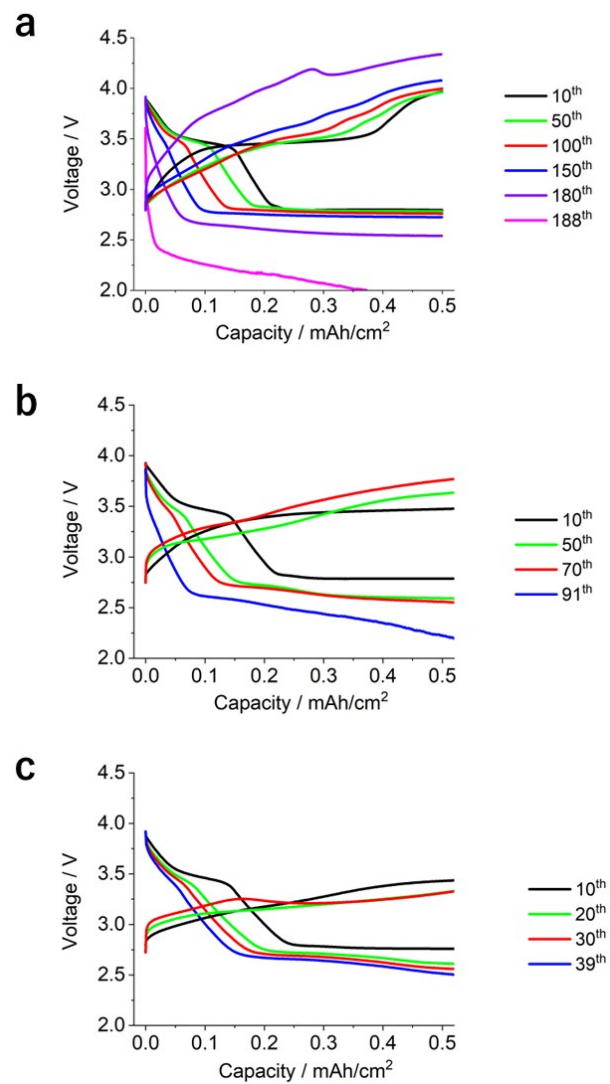 a
4.5
4.0
3.5
3.0
2.5
2.0
Voltage / V
0.0 0.1 0.2 0.3 0.4 0.5
Capacity / mAh/cm²
10th
50th
100th
150th
180th
188th
b
4.5
4.0
3.5
3.0
2.5
2.0
Voltage / V
0.0 0.1 0.2 0.3 0.4 0.5
Capacity / mAh/cm²
10th
50th
70th
91th
c
4.5
4.0
3.5
3.0
2.5
2.0
Voltage / V
0.0 0.1 0.2 0.3 0.4 0.5
Capacity / mAh/cm²
10th
20th
30th
39th